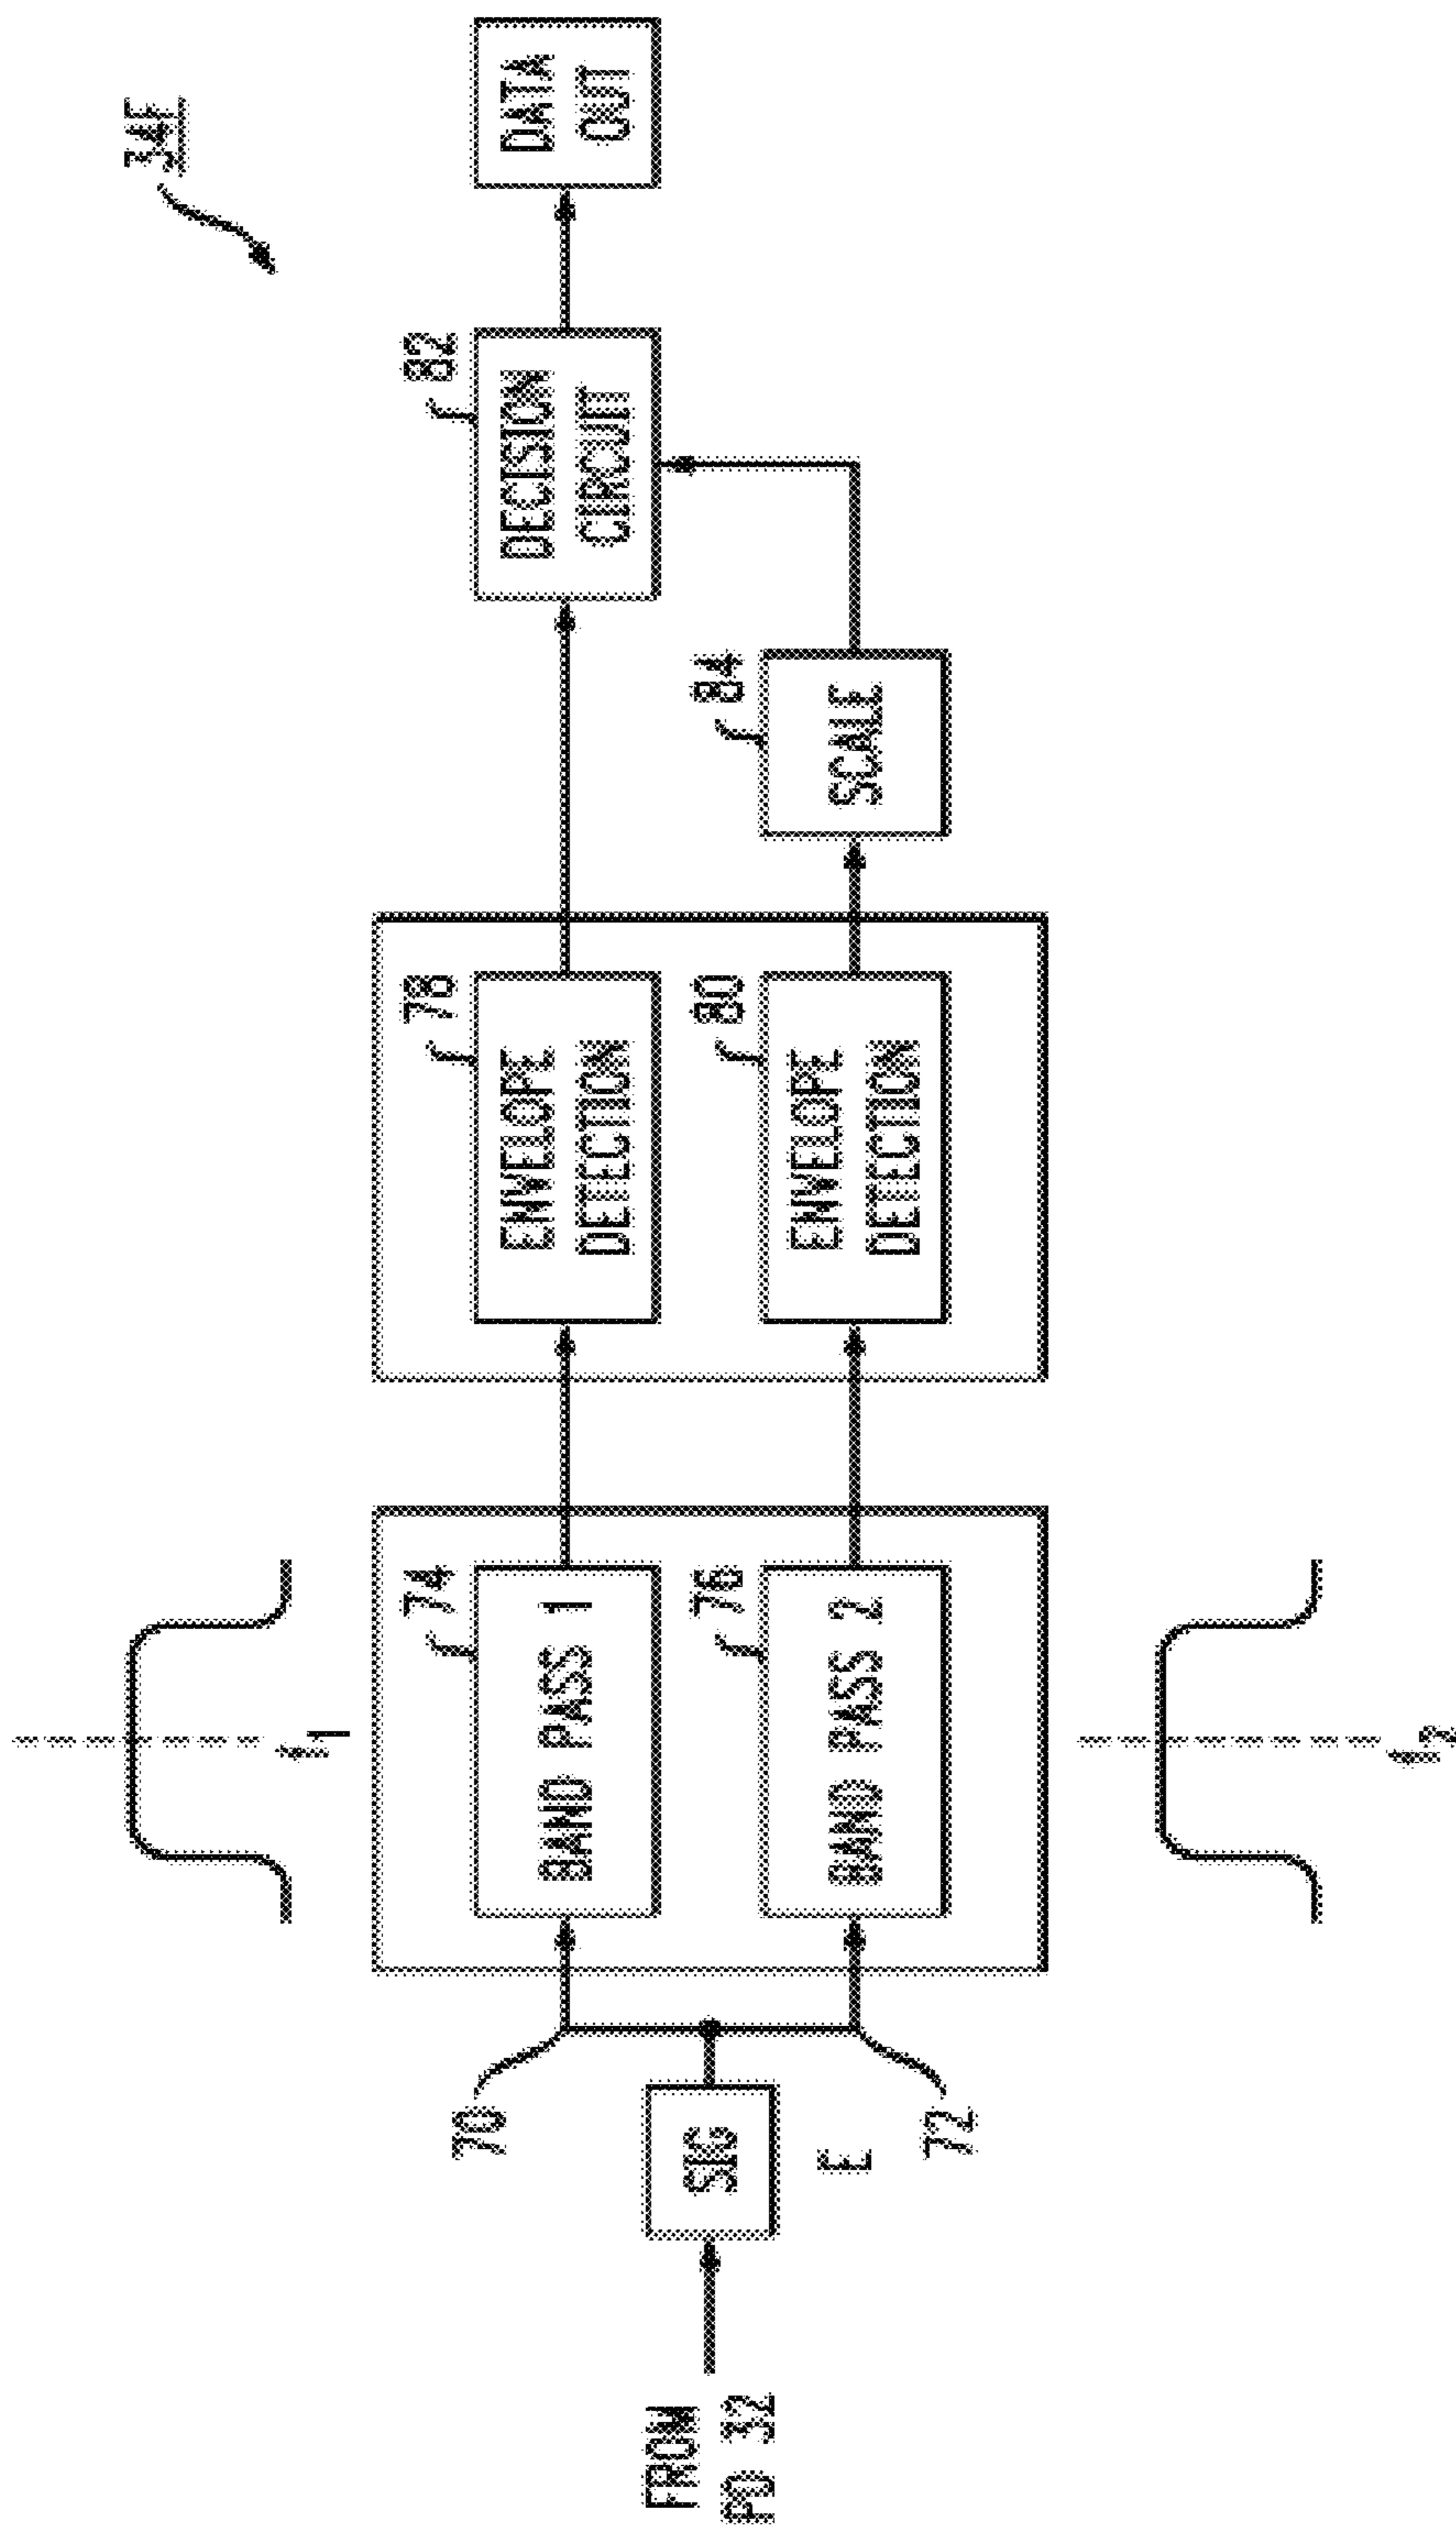 34E
f1
FROM
PD 32
SIG
E
70
72
74
BAND PASS 1
76
BAND PASS 2
78
ENVELOPE
DETECTION
80
ENVELOPE
DETECTION
84
SCALE
82
DECISION
CIRCUIT
DATA
OUT
f2